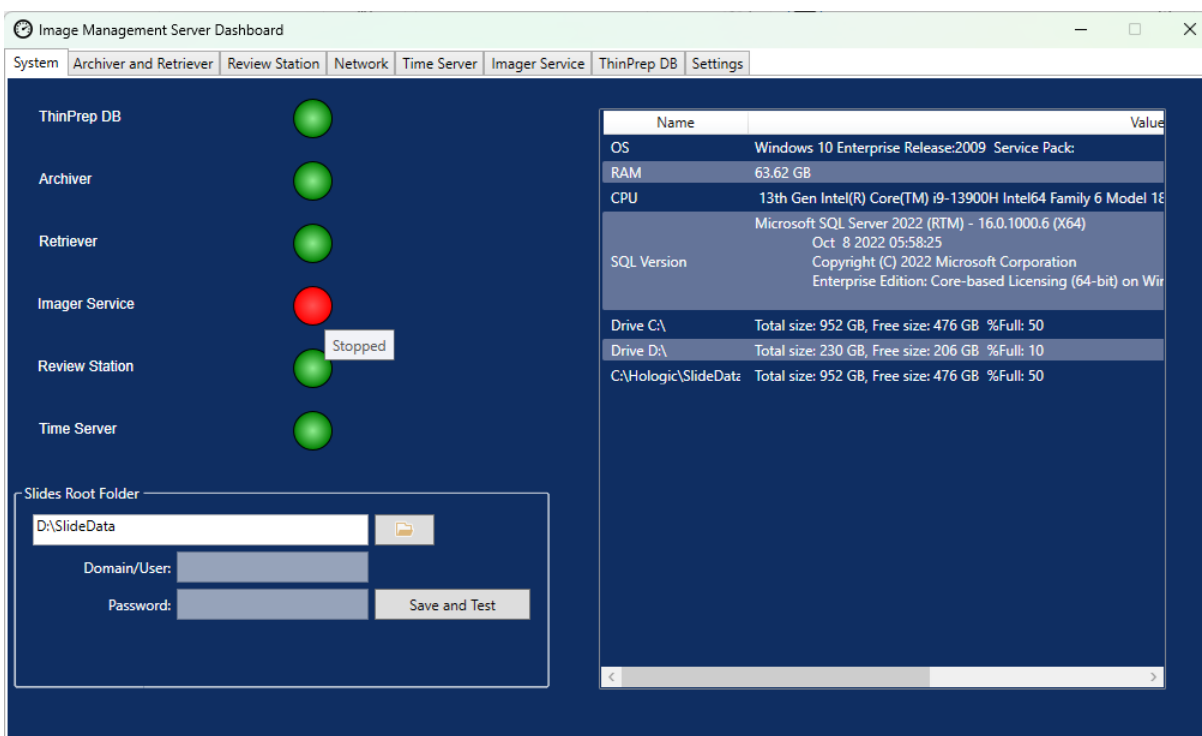 Image Management Server Dashboard
System Archiver and Retriever Review Station Network Time Server Imager Service ThinPrep DB Settings
ThinPrep DB
Archiver
Retriever
Imager Service
Stopped
Review Station
Time Server
Slides Root Folder
D:\SlideData
Domain/User:
Password:
Save and Test
Name Value
OS Windows 10 Enterprise Release:2009 Service Pack:
RAM 63.62 GB
CPU 13th Gen Intel(R) Core(TM) i9-13900H Intel64 Family 6 Model 18
SQL Version Microsoft SQL Server 2022 (RTM) - 16.0.1000.6 (X64)
Oct 8 2022 05:58:25
Copyright (C) 2022 Microsoft Corporation
Enterprise Edition: Core-based Licensing (64-bit) on Wir
Drive C:\ Total size: 952 GB, Free size: 476 GB %Full: 50
Drive D:\ Total size: 230 GB, Free size: 206 GB %Full: 10
C:\Hologic\SlideData Total size: 952 GB, Free size: 476 GB %Full: 50